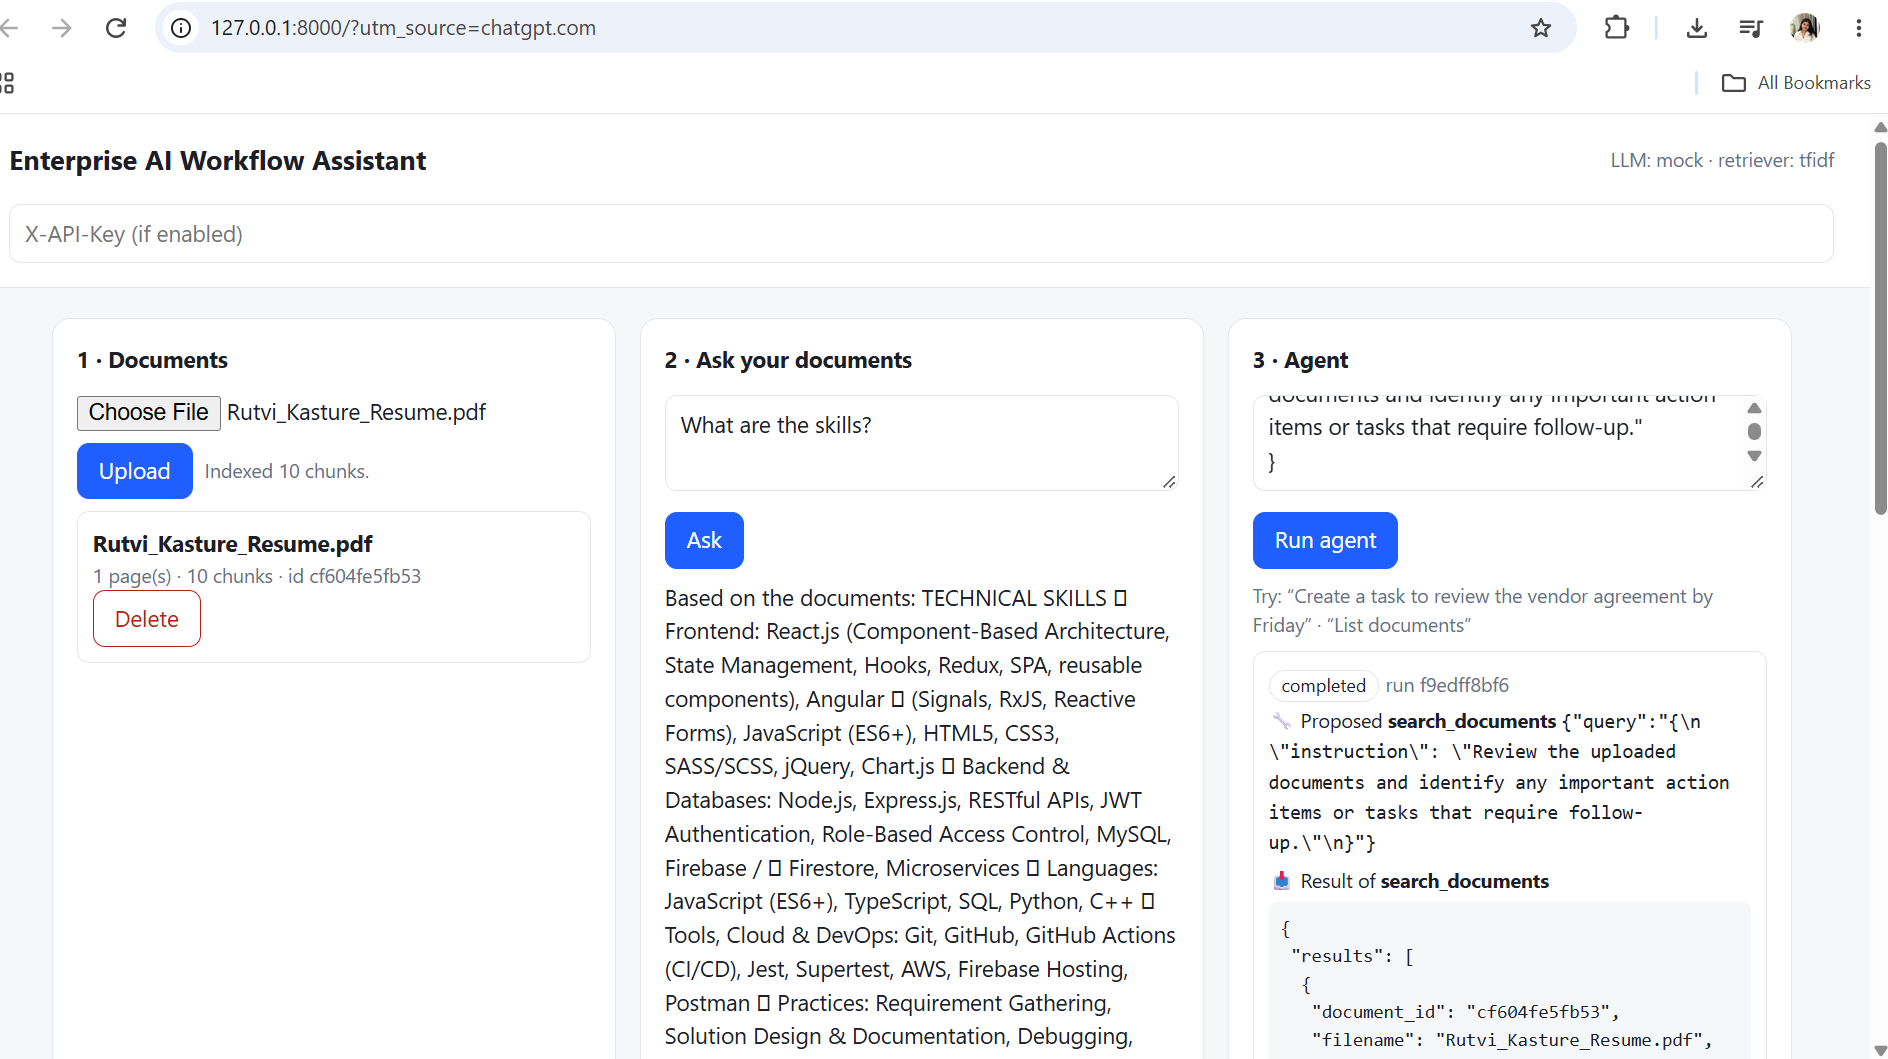 127.0.0.1:8000/?utm_source=chatgpt.com
All Bookmarks
Enterprise AI Workflow Assistant
LLM: mock · retriever: tfidf
X-API-Key (if enabled)
1 · Documents
Choose File Rutvi_Kasture_Resume.pdf
Upload Indexed 10 chunks.
Rutvi_Kasture_Resume.pdf
1 page(s) · 10 chunks · id cf604fe5fb53
Delete
2 · Ask your documents
What are the skills?
Ask
Based on the documents: TECHNICAL SKILLS ▯
Frontend: React.js (Component-Based Architecture,
State Management, Hooks, Redux, SPA, reusable
components), Angular ▯ (Signals, RxJS, Reactive
Forms), JavaScript (ES6+), HTML5, CSS3,
SASS/SCSS, jQuery, Chart.js ▯ Backend &
Databases: Node.js, Express.js, RESTful APIs, JWT
Authentication, Role-Based Access Control, MySQL,
Firebase / ▯ Firestore, Microservices ▯ Languages:
JavaScript (ES6+), TypeScript, SQL, Python, C++ ▯
Tools, Cloud & DevOps: Git, GitHub, GitHub Actions
(CI/CD), Jest, Supertest, AWS, Firebase Hosting,
Postman ▯ Practices: Requirement Gathering,
Solution Design & Documentation, Debugging,
3 · Agent
documents and identify any important action
items or tasks that require follow-up."
}
Run agent
Try: “Create a task to review the vendor agreement by
Friday” · “List documents”
completed run f9edff8bf6
🔧 Proposed search_documents {"query":"{\n
\"instruction\": \"Review the uploaded
documents and identify any important action
items or tasks that require follow-
up.\"\n}"}
📥 Result of search_documents
{
"results": [
{
"document_id": "cf604fe5fb53",
"filename": "Rutvi_Kasture_Resume.pdf",